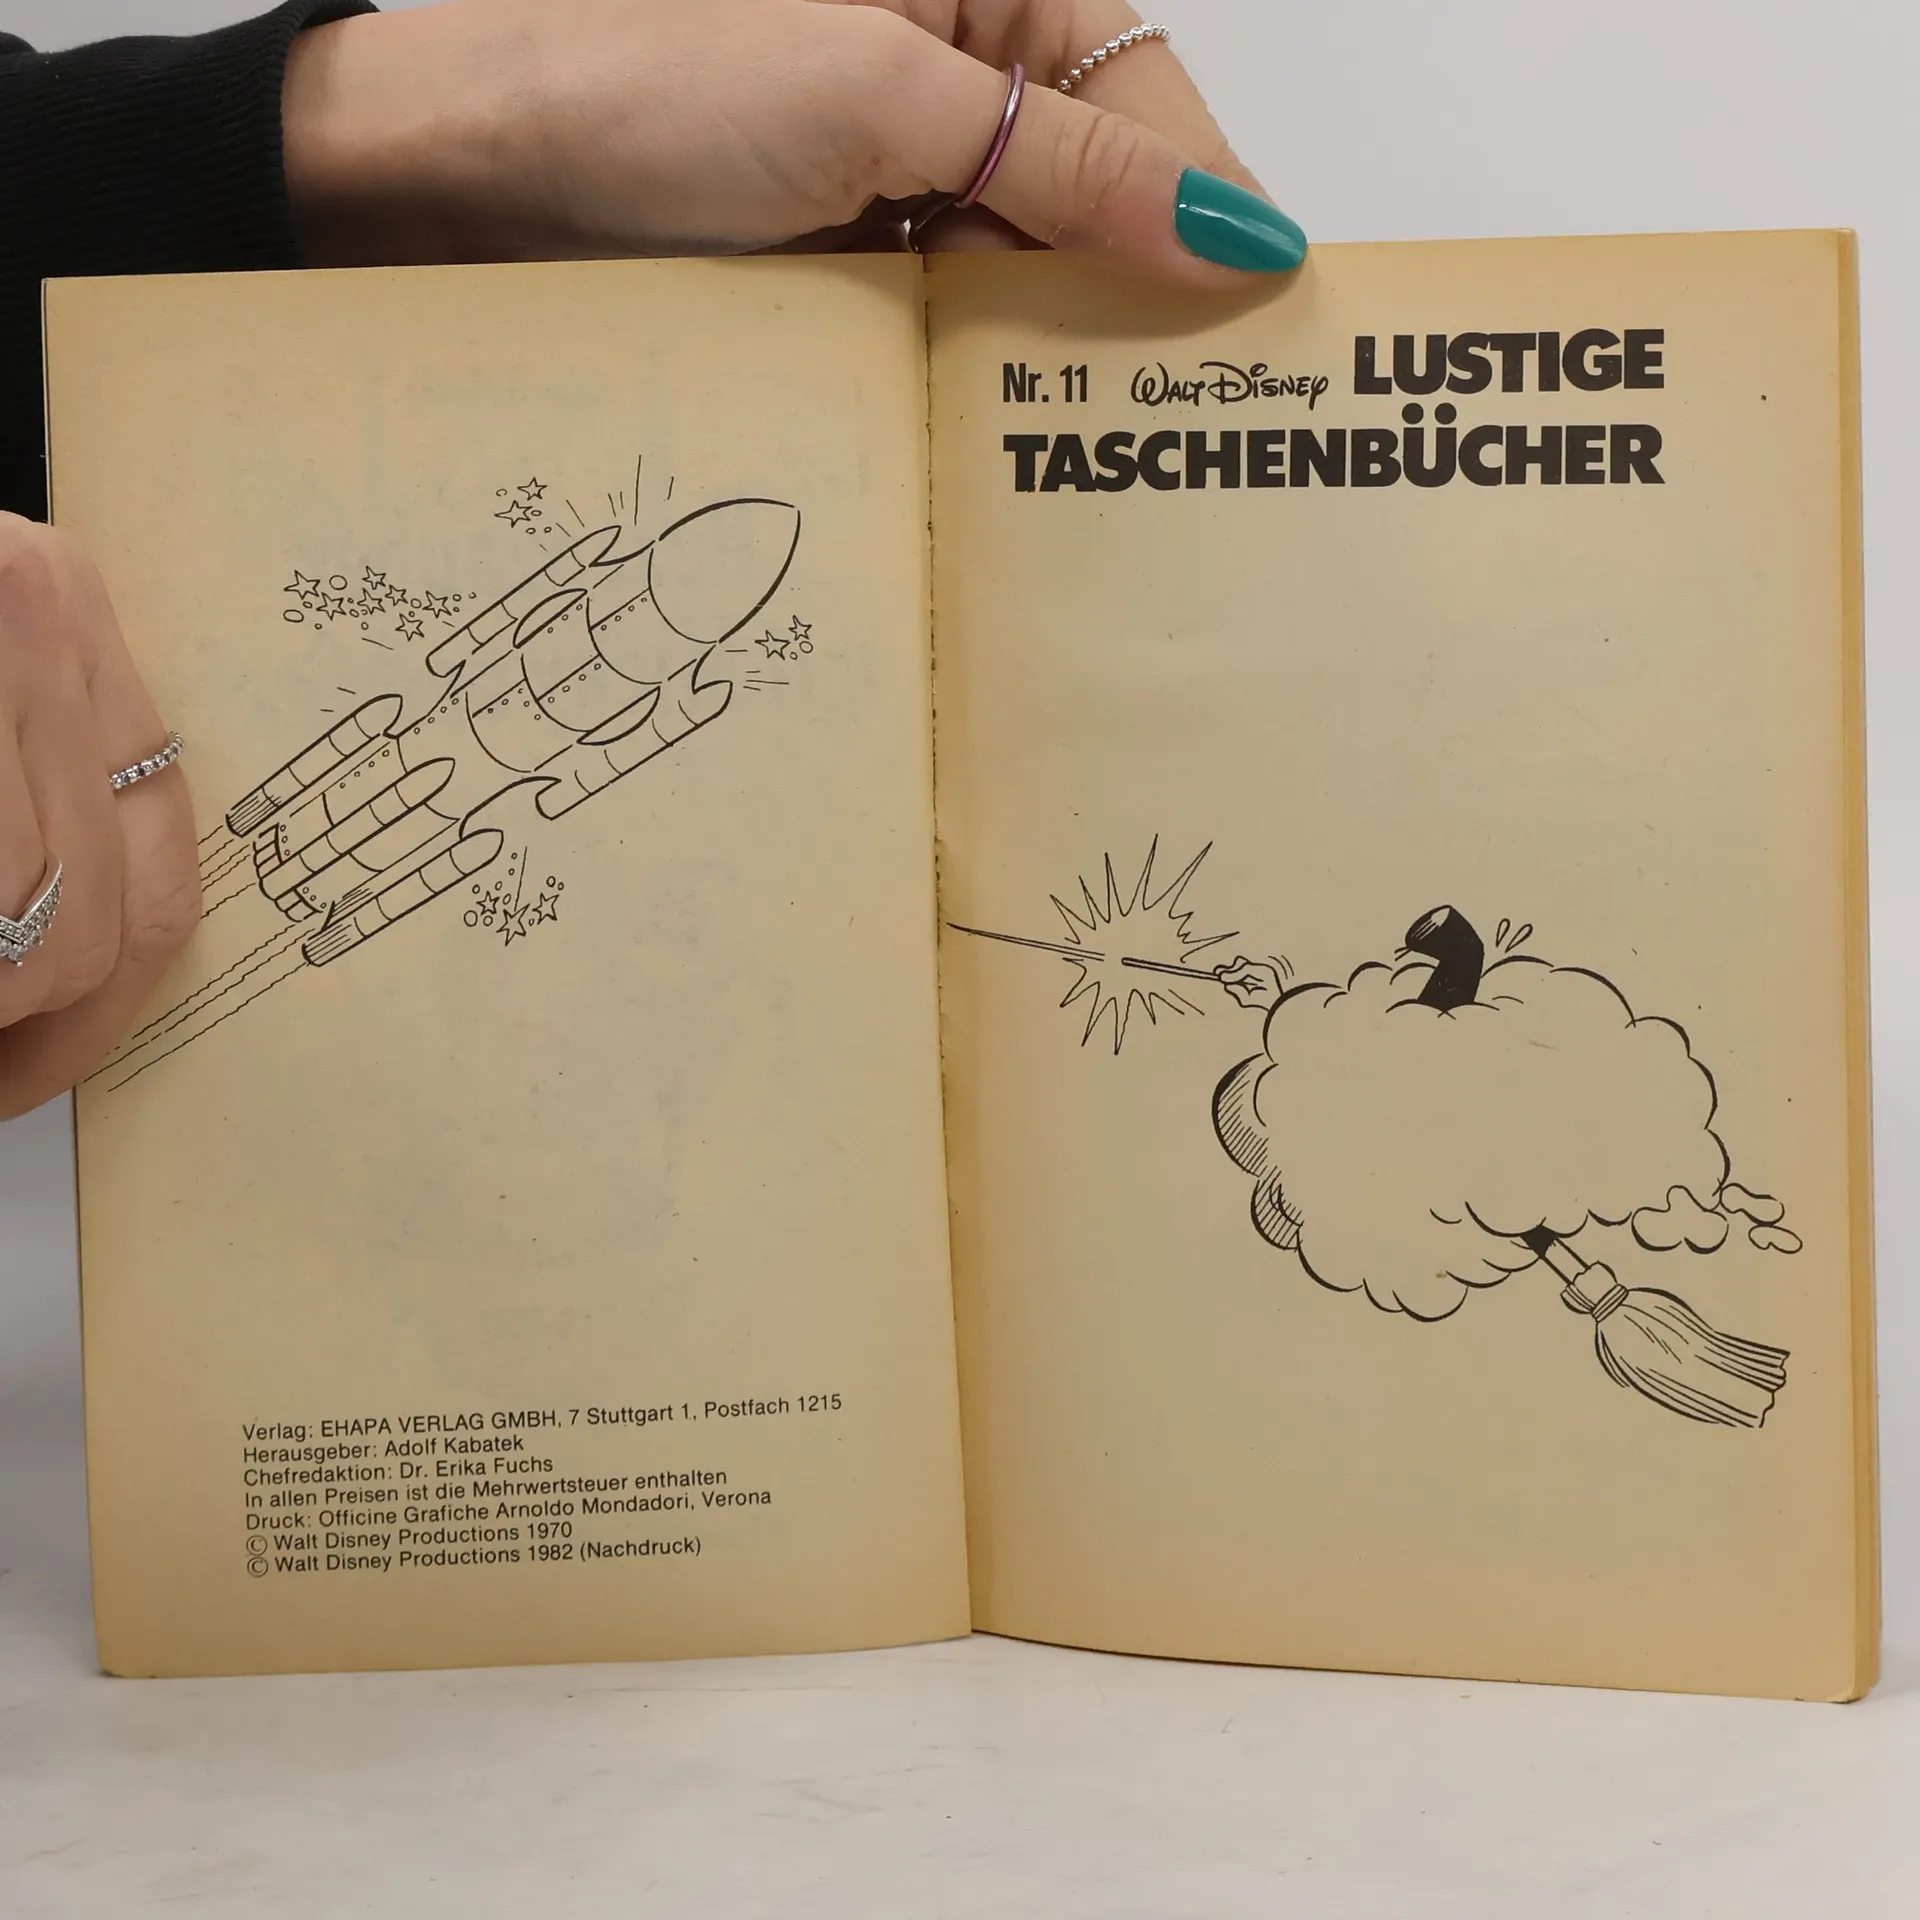 Verlag: EHAPA VERLAG GMBH, 7 Stuttgart 1, Postfach 1215
Herausgeber: Adolf Kabatek
Chefredaktion: Dr. Erika Fuchs
In allen Preisen ist die Mehrwertsteuer enthalten
Druck: Officine Grafiche Arnoldo Mondadori, Verona
© Walt Disney Productions 1970
© Walt Disney Productions 1982 (Nachdruck)
Nr. 11 WALT DISNEY LUSTIGE
TASCHENBÜCHER